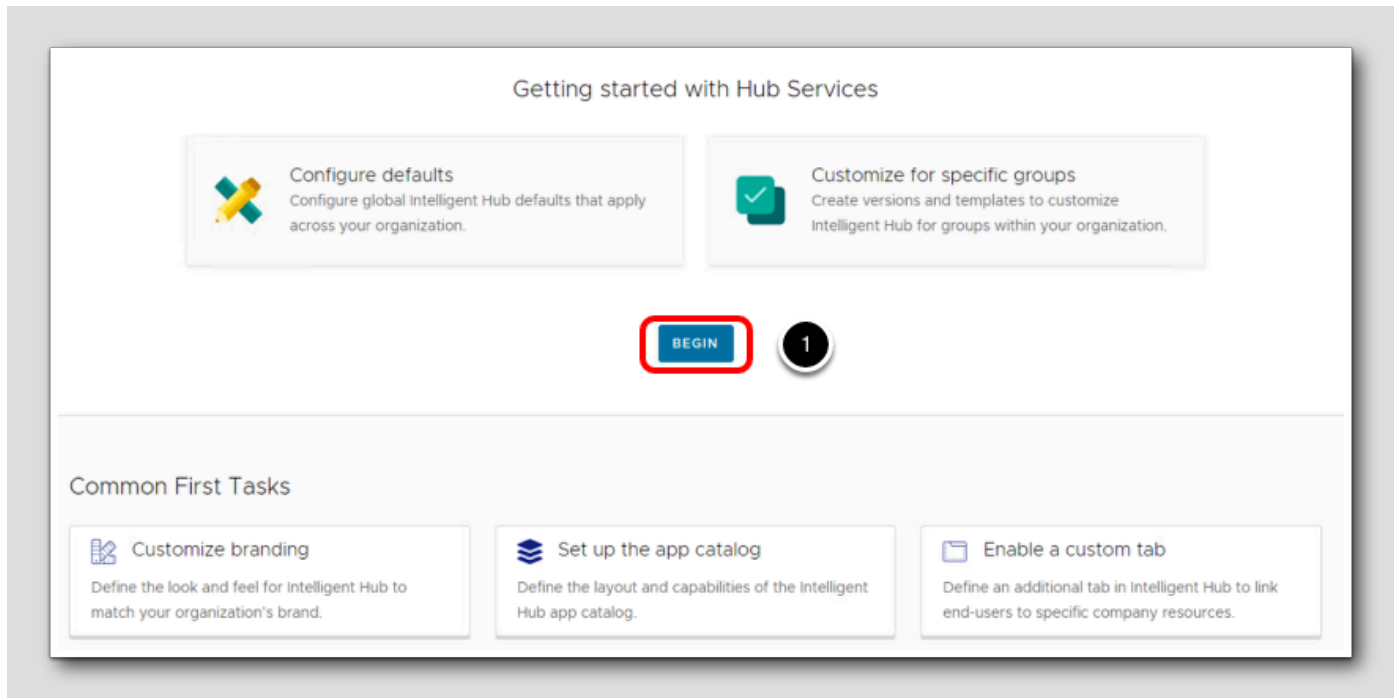 Getting started with Hub Services
Configure defaults
Configure global Intelligent Hub defaults that apply
across your organization.
Customize for specific groups
Create versions and templates to customize
Intelligent Hub for groups within your organization.
BEGIN
1
Common First Tasks
Customize branding
Define the look and feel for Intelligent Hub to
match your organization's brand.
Set up the app catalog
Define the layout and capabilities of the Intelligent
Hub app catalog.
Enable a custom tab
Define an additional tab in Intelligent Hub to link
end-users to specific company resources.